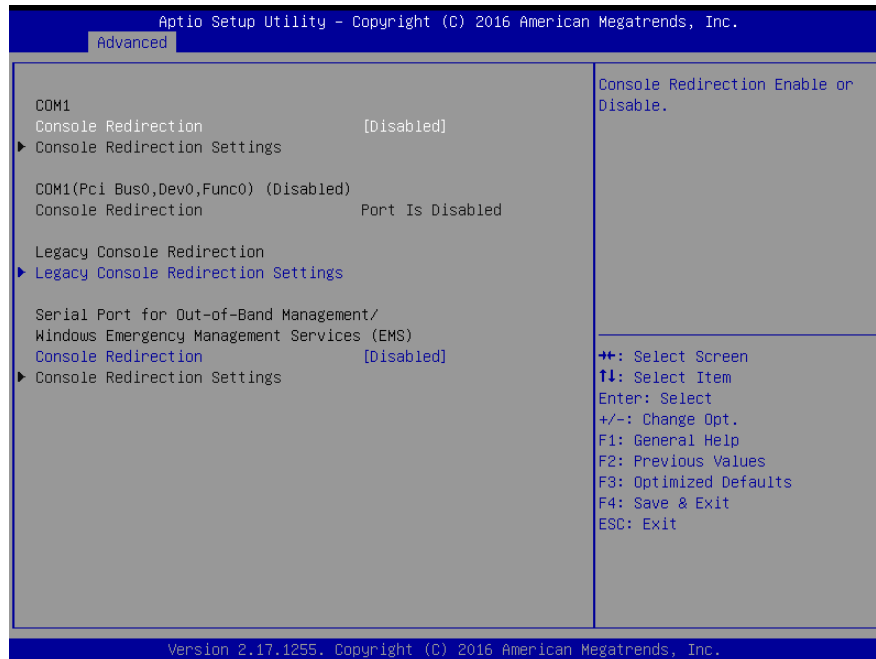 Aptio Setup Utility – Copyright (C) 2016 American Megatrends, Inc.
Advanced
COM1
Console Redirection [Disabled]
▶ Console Redirection Settings
COM1(Pci Bus0,Dev0,Func0) (Disabled)
Console Redirection Port Is Disabled
Legacy Console Redirection
▶ Legacy Console Redirection Settings
Serial Port for Out-of-Band Management/
Windows Emergency Management Services (EMS)
Console Redirection [Disabled]
▶ Console Redirection Settings
Console Redirection Enable or
Disable.
→←: Select Screen
↑↓: Select Item
Enter: Select
+/-: Change Opt.
F1: General Help
F2: Previous Values
F3: Optimized Defaults
F4: Save & Exit
ESC: Exit
Version 2.17.1255. Copyright (C) 2016 American Megatrends, Inc.